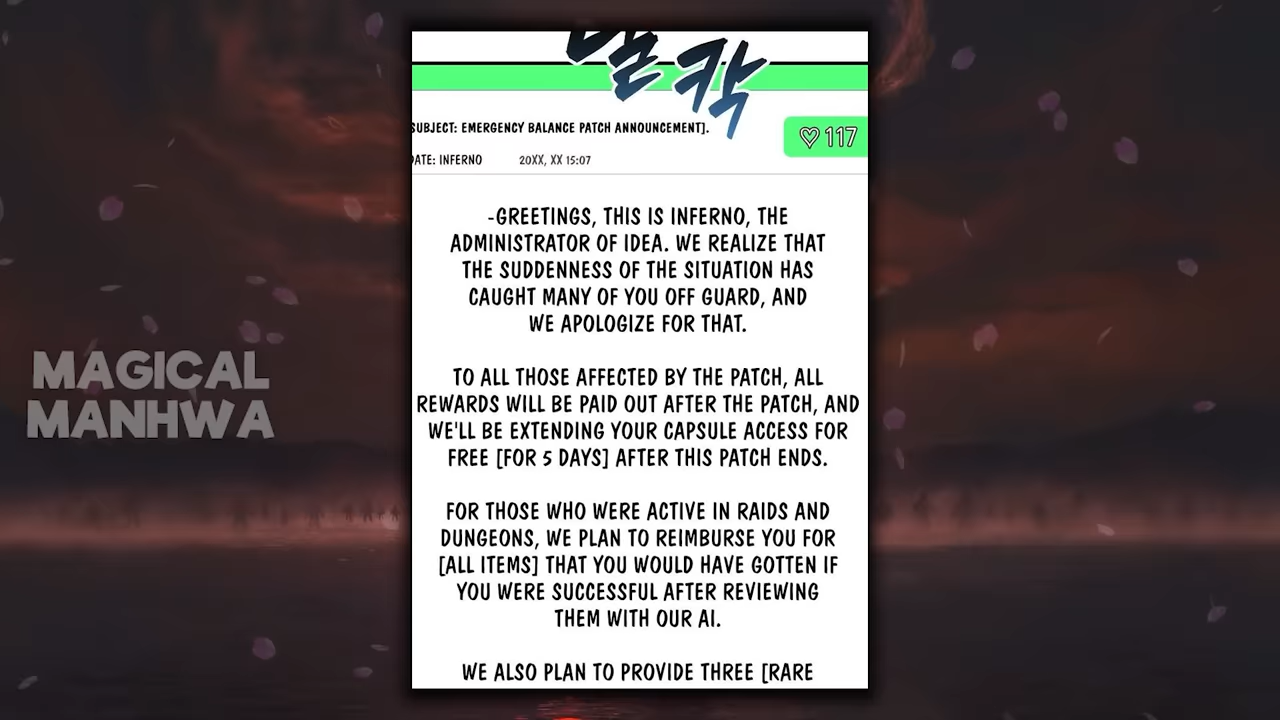 SUBJECT: EMERGENCY BALANCE PATCH ANNOUNCEMENT].
♡ 117
DATE: INFERNO 20XX, XX 15:07
-GREETINGS, THIS IS INFERNO, THE
ADMINISTRATOR OF IDEA. WE REALIZE THAT
THE SUDDENNESS OF THE SITUATION HAS
CAUGHT MANY OF YOU OFF GUARD, AND
WE APOLOGIZE FOR THAT.
TO ALL THOSE AFFECTED BY THE PATCH, ALL
REWARDS WILL BE PAID OUT AFTER THE PATCH, AND
WE'LL BE EXTENDING YOUR CAPSULE ACCESS FOR
FREE [FOR 5 DAYS] AFTER THIS PATCH ENDS.
FOR THOSE WHO WERE ACTIVE IN RAIDS AND
DUNGEONS, WE PLAN TO REIMBURSE YOU FOR
[ALL ITEMS] THAT YOU WOULD HAVE GOTTEN IF
YOU WERE SUCCESSFUL AFTER REVIEWING
THEM WITH OUR AI.
WE ALSO PLAN TO PROVIDE THREE [RARE
MAGICAL
MANHWA